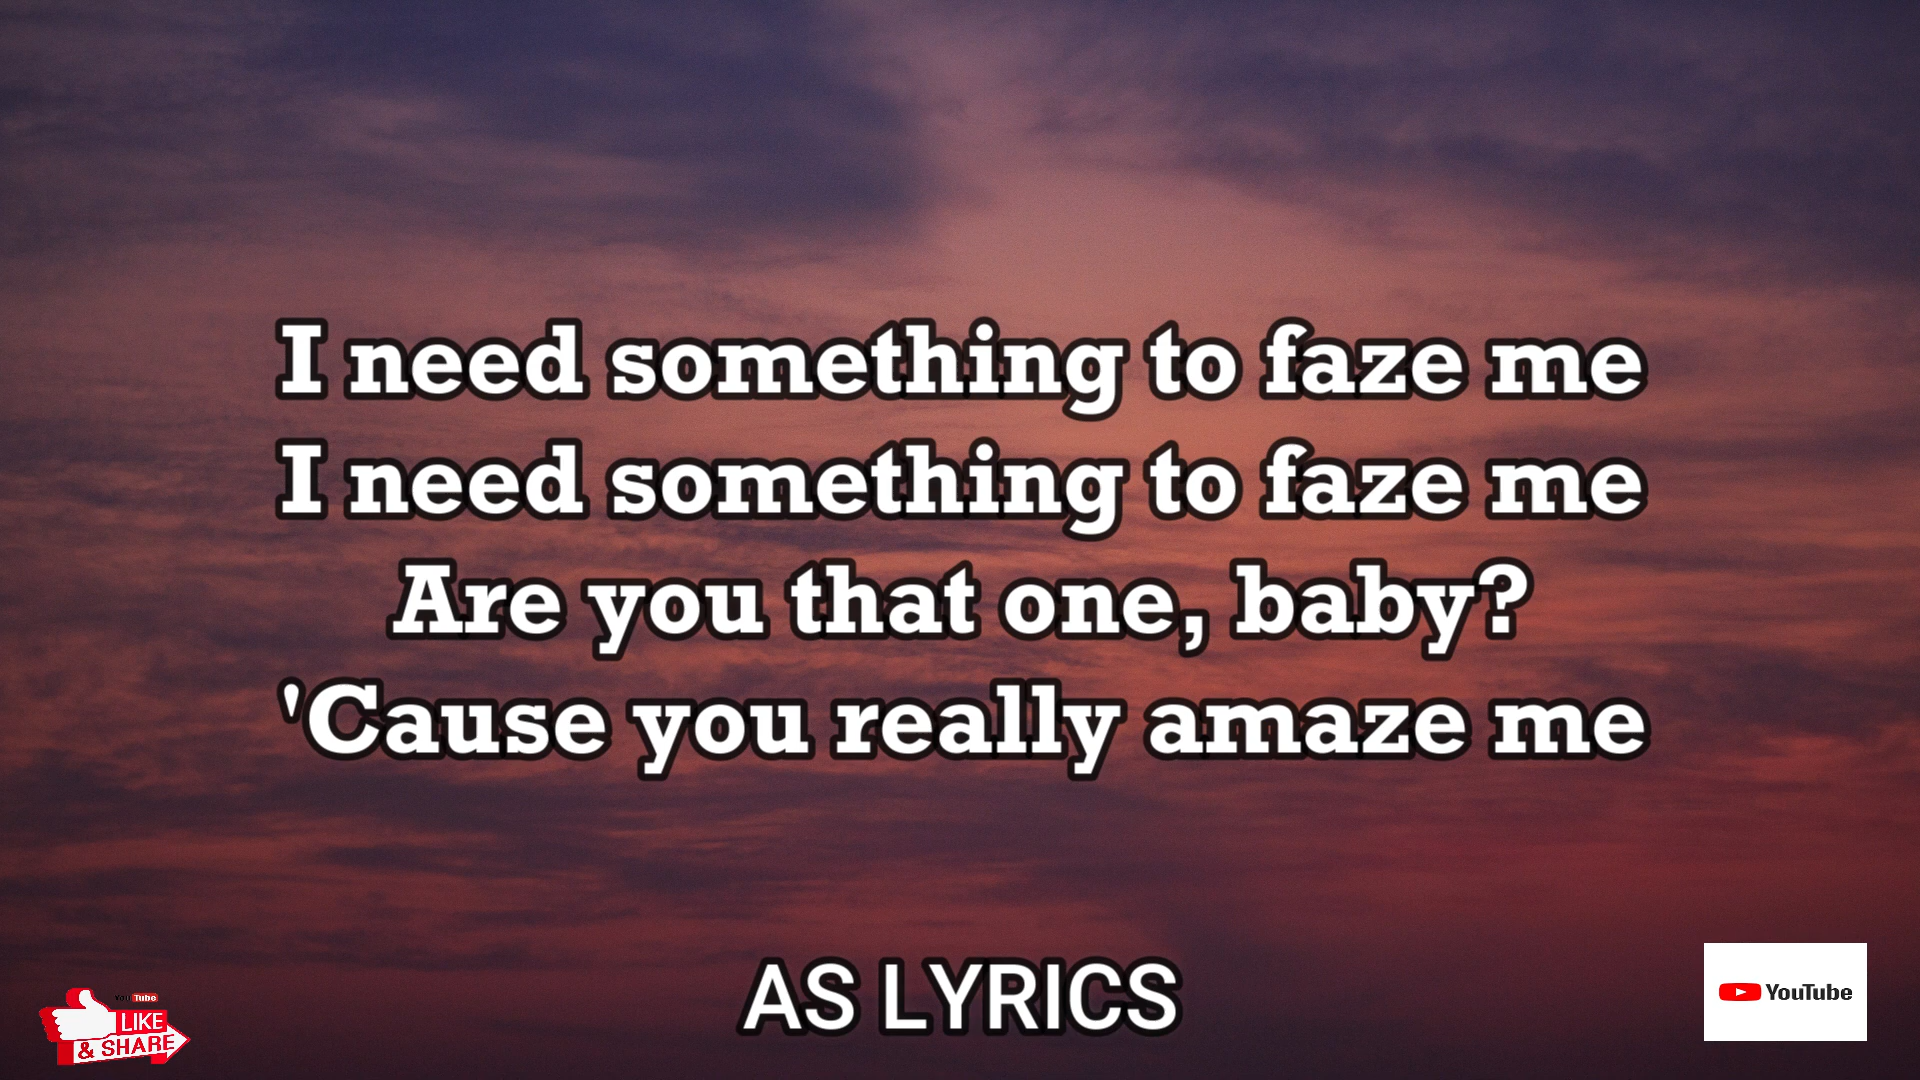 I need something to faze me
I need something to faze me
Are you that one, baby?
'Cause you really amaze me
AS LYRICS
YouTube
LIKE
& SHARE
YouTube